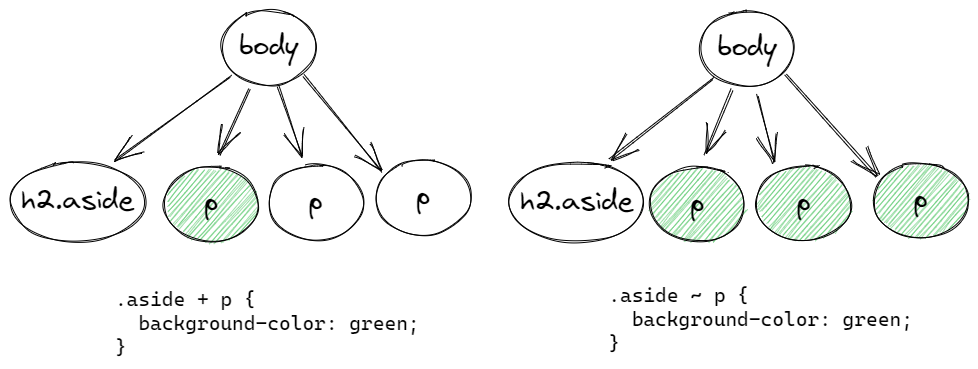 body
h2.aside
p
p
p
.aside + p {
  background-color: green;
}
body
h2.aside
p
p
p
.aside ~ p {
  background-color: green;
}